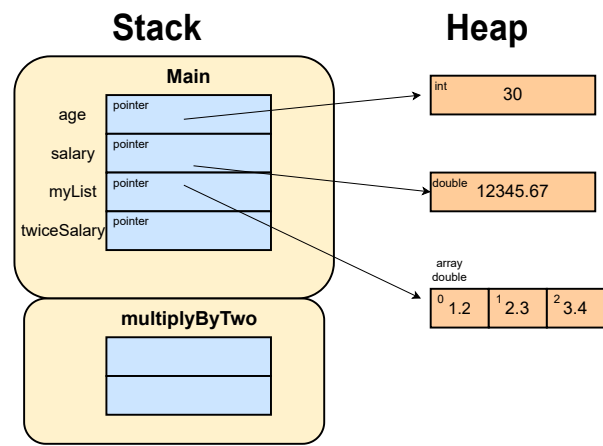 Stack
Heap
Main
age
pointer
salary
pointer
myList
pointer
twiceSalary
pointer
multiplyByTwo
int
30
double
12345.67
array
double
0 1.2
1 2.3
2 3.4